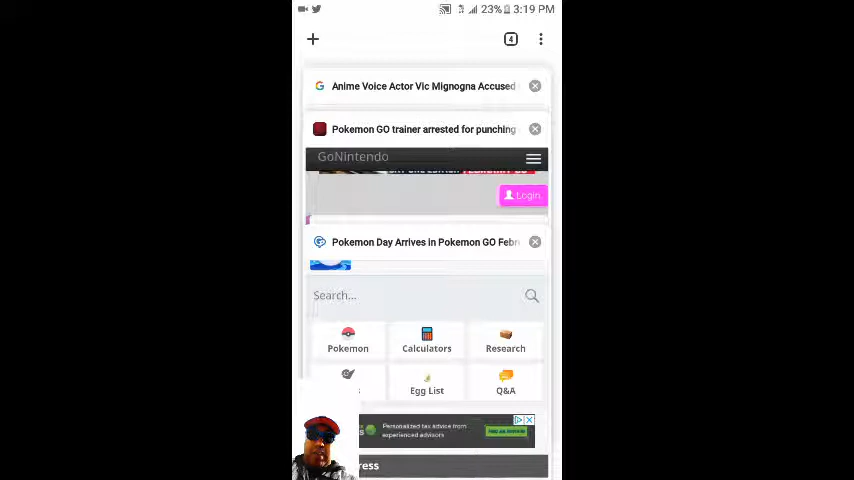 23% 3:19 PM
4
Anime Voice Actor Vic Mignogna Accused
Pokemon GO trainer arrested for punching
GoNintendo
Login
Pokemon Day Arrives in Pokemon GO Febr
Search...
Pokemon Calculators Research
Egg List Q&A
Personalized tax advice from
experienced advisors
ress